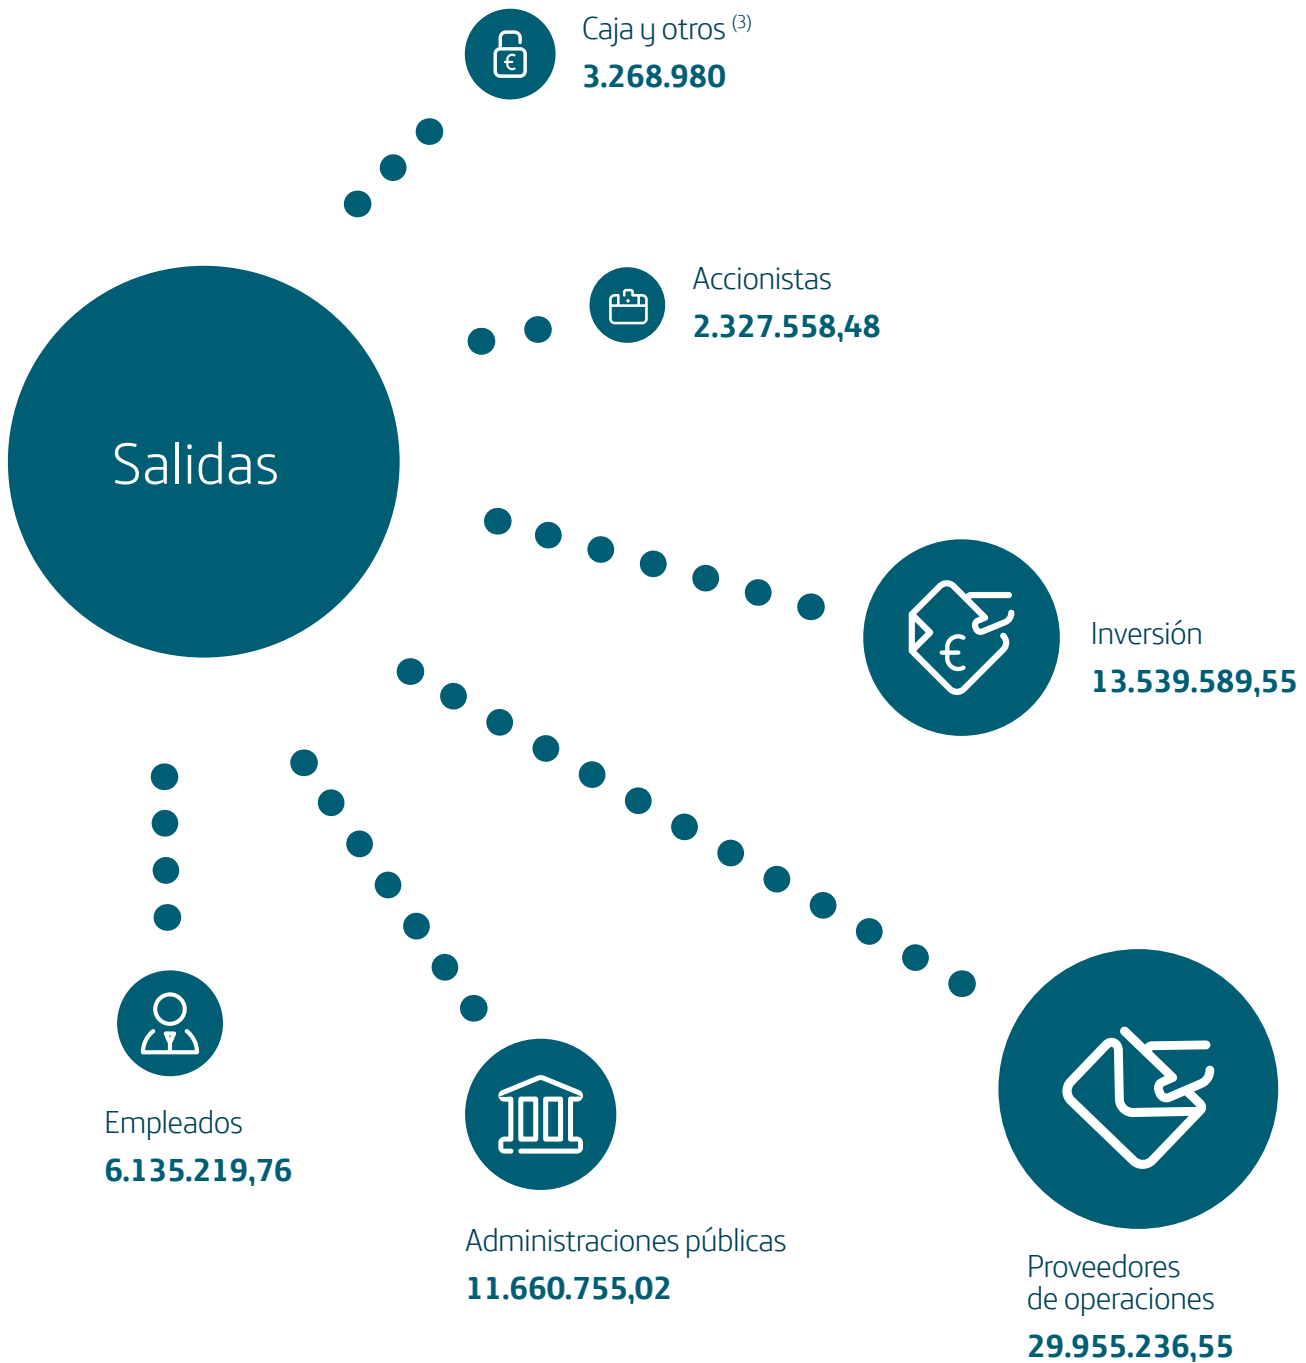 Caja y otros (3)
3.268.980
Accionistas
2.327.558,48
Salidas
€
Inversión
13.539.589,55
€
Empleados
6.135.219,76
Administraciones públicas
11.660.755,02
Proveedores
de operaciones
29.955.236,55